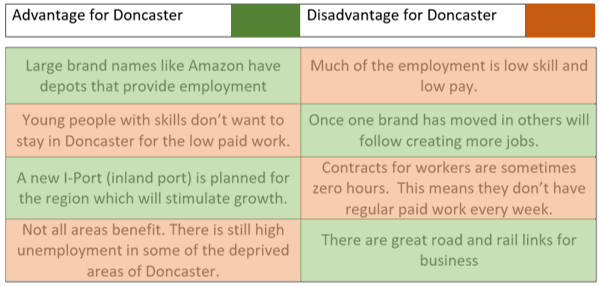 Advantage for Doncaster
Disadvantage for Doncaster
Large brand names like Amazon have
depots that provide employment
Much of the employment is low skill and
low pay.
Young people with skills don't want to
stay in Doncaster for the low paid work.
Once one brand has moved in others will
follow creating more jobs.
A new I-Port (inland port) is planned for
the region which will stimulate growth.
Contracts for workers are sometimes
zero hours.  This means they don't have
regular paid work every week.
Not all areas benefit. There is still high
unemployment in some of the deprived
areas of Doncaster.
There are great road and rail links for
business